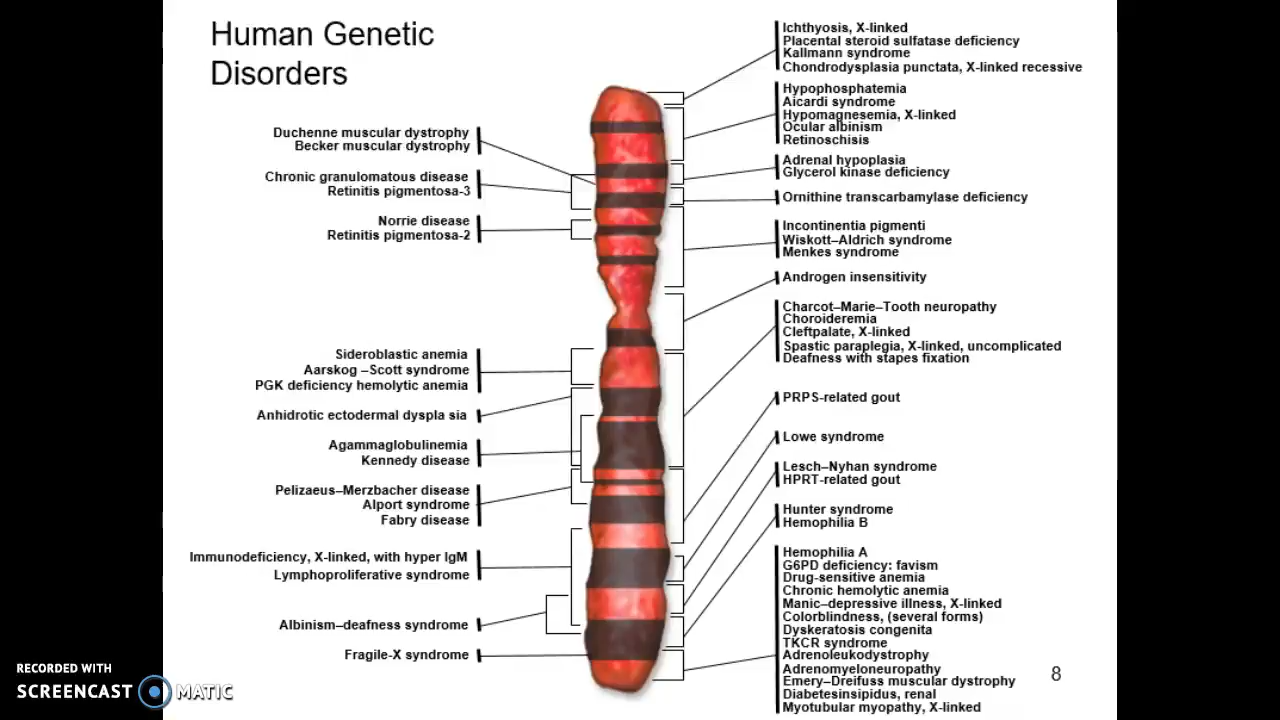 Human Genetic
Disorders
Duchenne muscular dystrophy
Becker muscular dystrophy
Chronic granulomatous disease
Retinitis pigmentosa-3
Norrie disease
Retinitis pigmentosa-2
Sideroblastic anemia
Aarskog –Scott syndrome
PGK deficiency hemolytic anemia
Anhidrotic ectodermal dyspla sia
Agammaglobulinemia
Kennedy disease
Pelizaeus–Merzbacher disease
Alport syndrome
Fabry disease
Immunodeficiency, X-linked, with hyper IgM
Lymphoproliferative syndrome
Albinism–deafness syndrome
Fragile-X syndrome
Ichthyosis, X-linked
Placental steroid sulfatase deficiency
Kallmann syndrome
Chondrodysplasia punctata, X-linked recessive
Hypophosphatemia
Aicardi syndrome
Hypomagnesemia, X-linked
Ocular albinism
Retinoschisis
Adrenal hypoplasia
Glycerol kinase deficiency
Ornithine transcarbamylase deficiency
Incontinentia pigmenti
Wiskott–Aldrich syndrome
Menkes syndrome
Androgen insensitivity
Charcot–Marie–Tooth neuropathy
Choroideremia
Cleftpalate, X-linked
Spastic paraplegia, X-linked, uncomplicated
Deafness with stapes fixation
PRPS-related gout
Lowe syndrome
Lesch–Nyhan syndrome
HPRT-related gout
Hunter syndrome
Hemophilia B
Hemophilia A
G6PD deficiency: favism
Drug-sensitive anemia
Chronic hemolytic anemia
Manic–depressive illness, X-linked
Colorblindness, (several forms)
Dyskeratosis congenita
TKCR syndrome
Adrenoleukodystrophy
Adrenomyeloneuropathy
Emery–Dreifuss muscular dystrophy
Diabetesinsipidus, renal
Myotubular myopathy, X-linked
8
RECORDED WITH
SCREENCAST MATIC